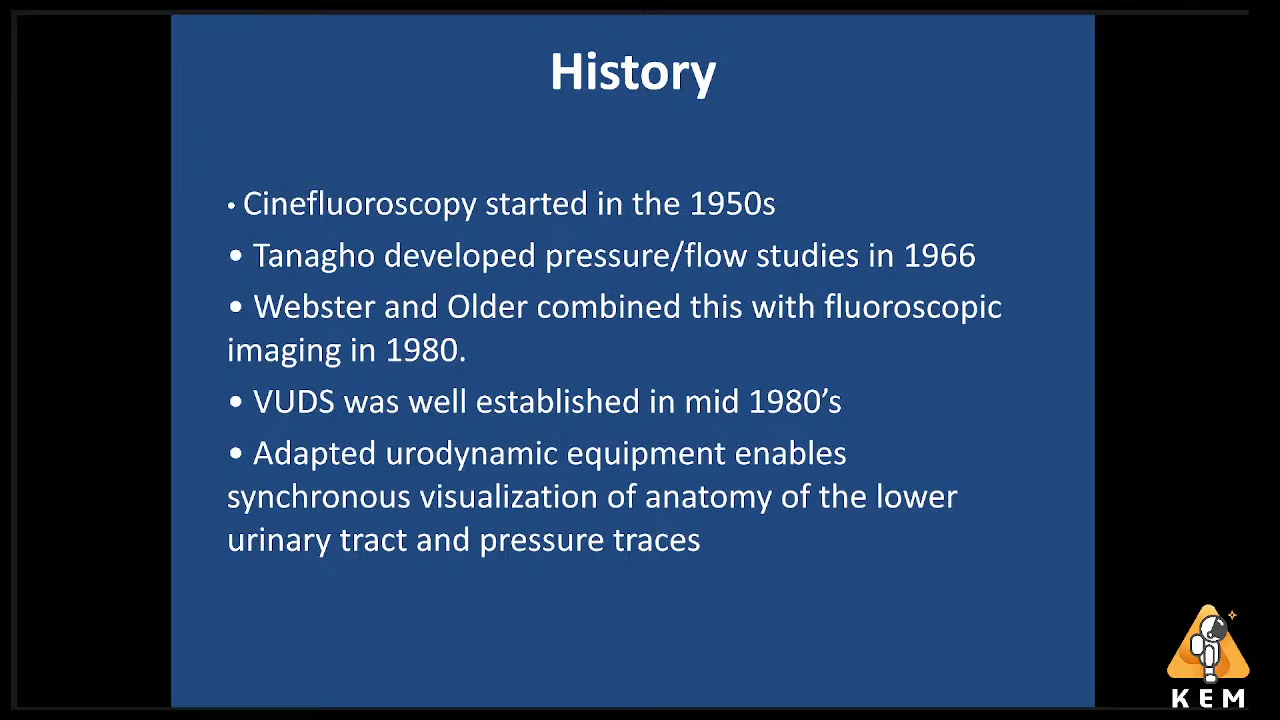 History
• Cinefluoroscopy started in the 1950s
• Tanagho developed pressure/flow studies in 1966
• Webster and Older combined this with fluoroscopic
imaging in 1980.
• VUDS was well established in mid 1980’s
• Adapted urodynamic equipment enables
synchronous visualization of anatomy of the lower
urinary tract and pressure traces
KEM